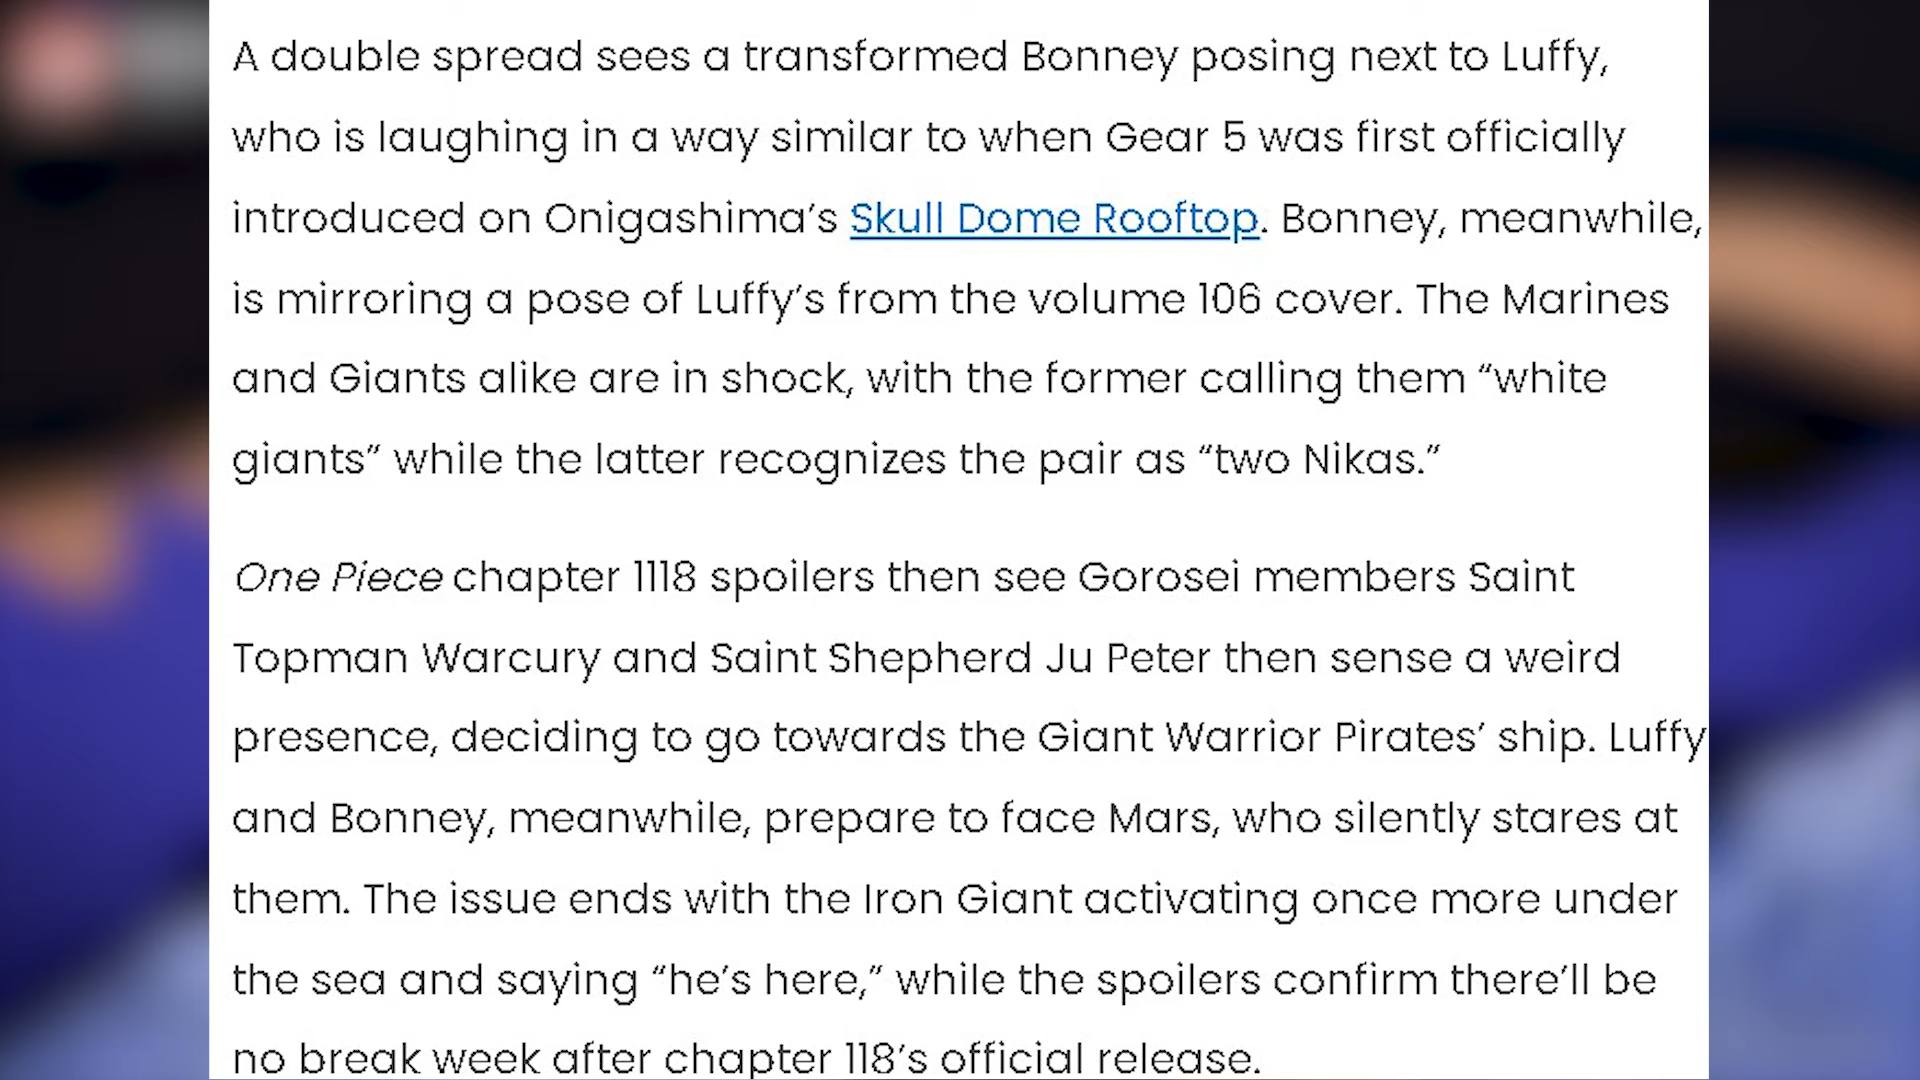 A double spread sees a transformed Bonney posing next to Luffy,
who is laughing in a way similar to when Gear 5 was first officially
introduced on Onigashima’s Skull Dome Rooftop. Bonney, meanwhile,
is mirroring a pose of Luffy’s from the volume 106 cover. The Marines
and Giants alike are in shock, with the former calling them “white
giants” while the latter recognizes the pair as “two Nikas.”
One Piece chapter 1118 spoilers then see Gorosei members Saint
Topman Warcury and Saint Shepherd Ju Peter then sense a weird
presence, deciding to go towards the Giant Warrior Pirates’ ship. Luffy
and Bonney, meanwhile, prepare to face Mars, who silently stares at
them. The issue ends with the Iron Giant activating once more under
the sea and saying “he’s here,” while the spoilers confirm there’ll be
no break week after chapter 118’s official release.